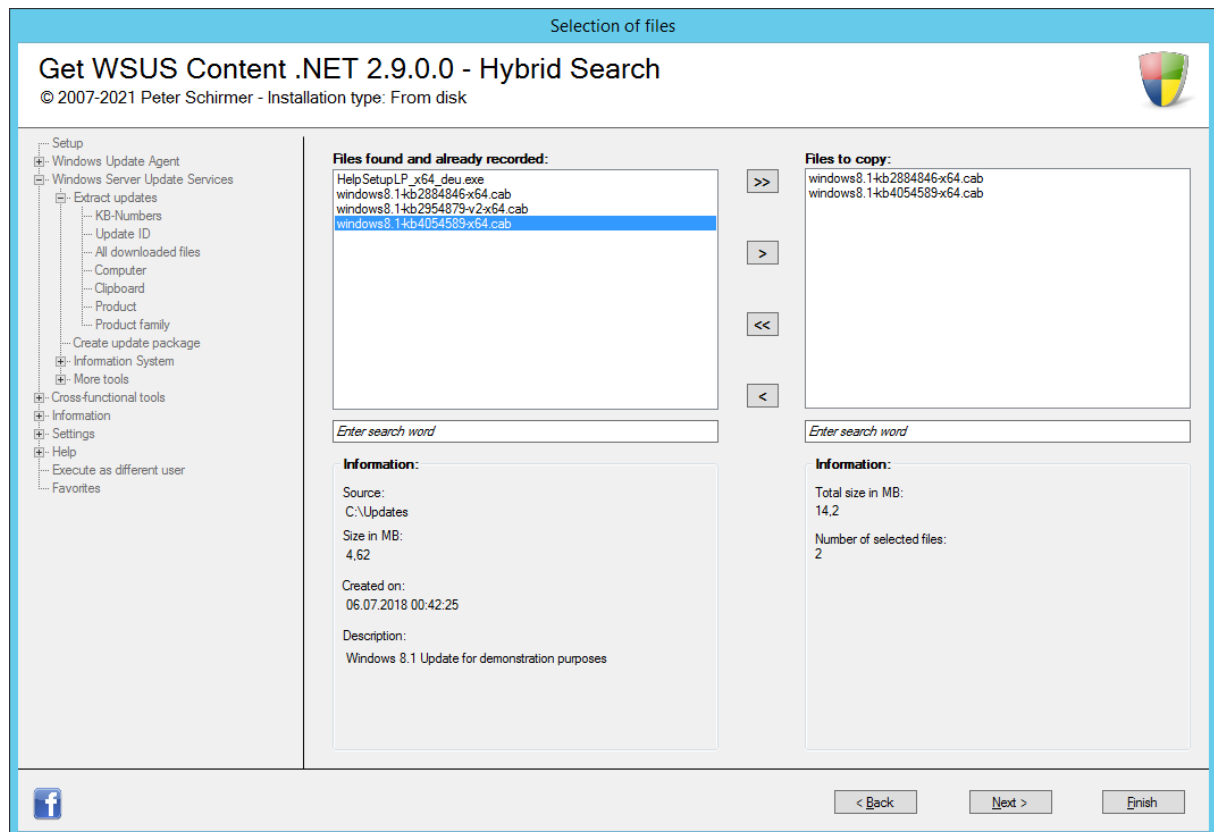 Selection of files
Get WSUS Content .NET 2.9.0.0 - Hybrid Search
© 2007-2021 Peter Schirmer - Installation type: From disk
Setup
Windows Update Agent
Windows Server Update Services
Extract updates
KB-Numbers
Update ID
All downloaded files
Computer
Clipboard
Product
Product family
Create update package
Information System
More tools
Cross-functional tools
Information
Settings
Help
Execute as different user
Favorites
Files found and already recorded:
HelpSetupLP_x64_deu.exe
windows8.1-kb2884846-x64.cab
windows8.1-kb2954879-v2-x64.cab
windows8.1-kb4054589-x64.cab
Enter search word
Information:
Source:
C:\Updates
Size in MB:
4,62
Created on:
06.07.2018 00:42:25
Description:
Windows 8.1 Update for demonstration purposes
>>
>
<<
<
Files to copy:
windows8.1-kb2884846-x64.cab
windows8.1-kb4054589-x64.cab
Enter search word
Information:
Total size in MB:
14,2
Number of selected files:
2
f
< Back
Next >
Finish